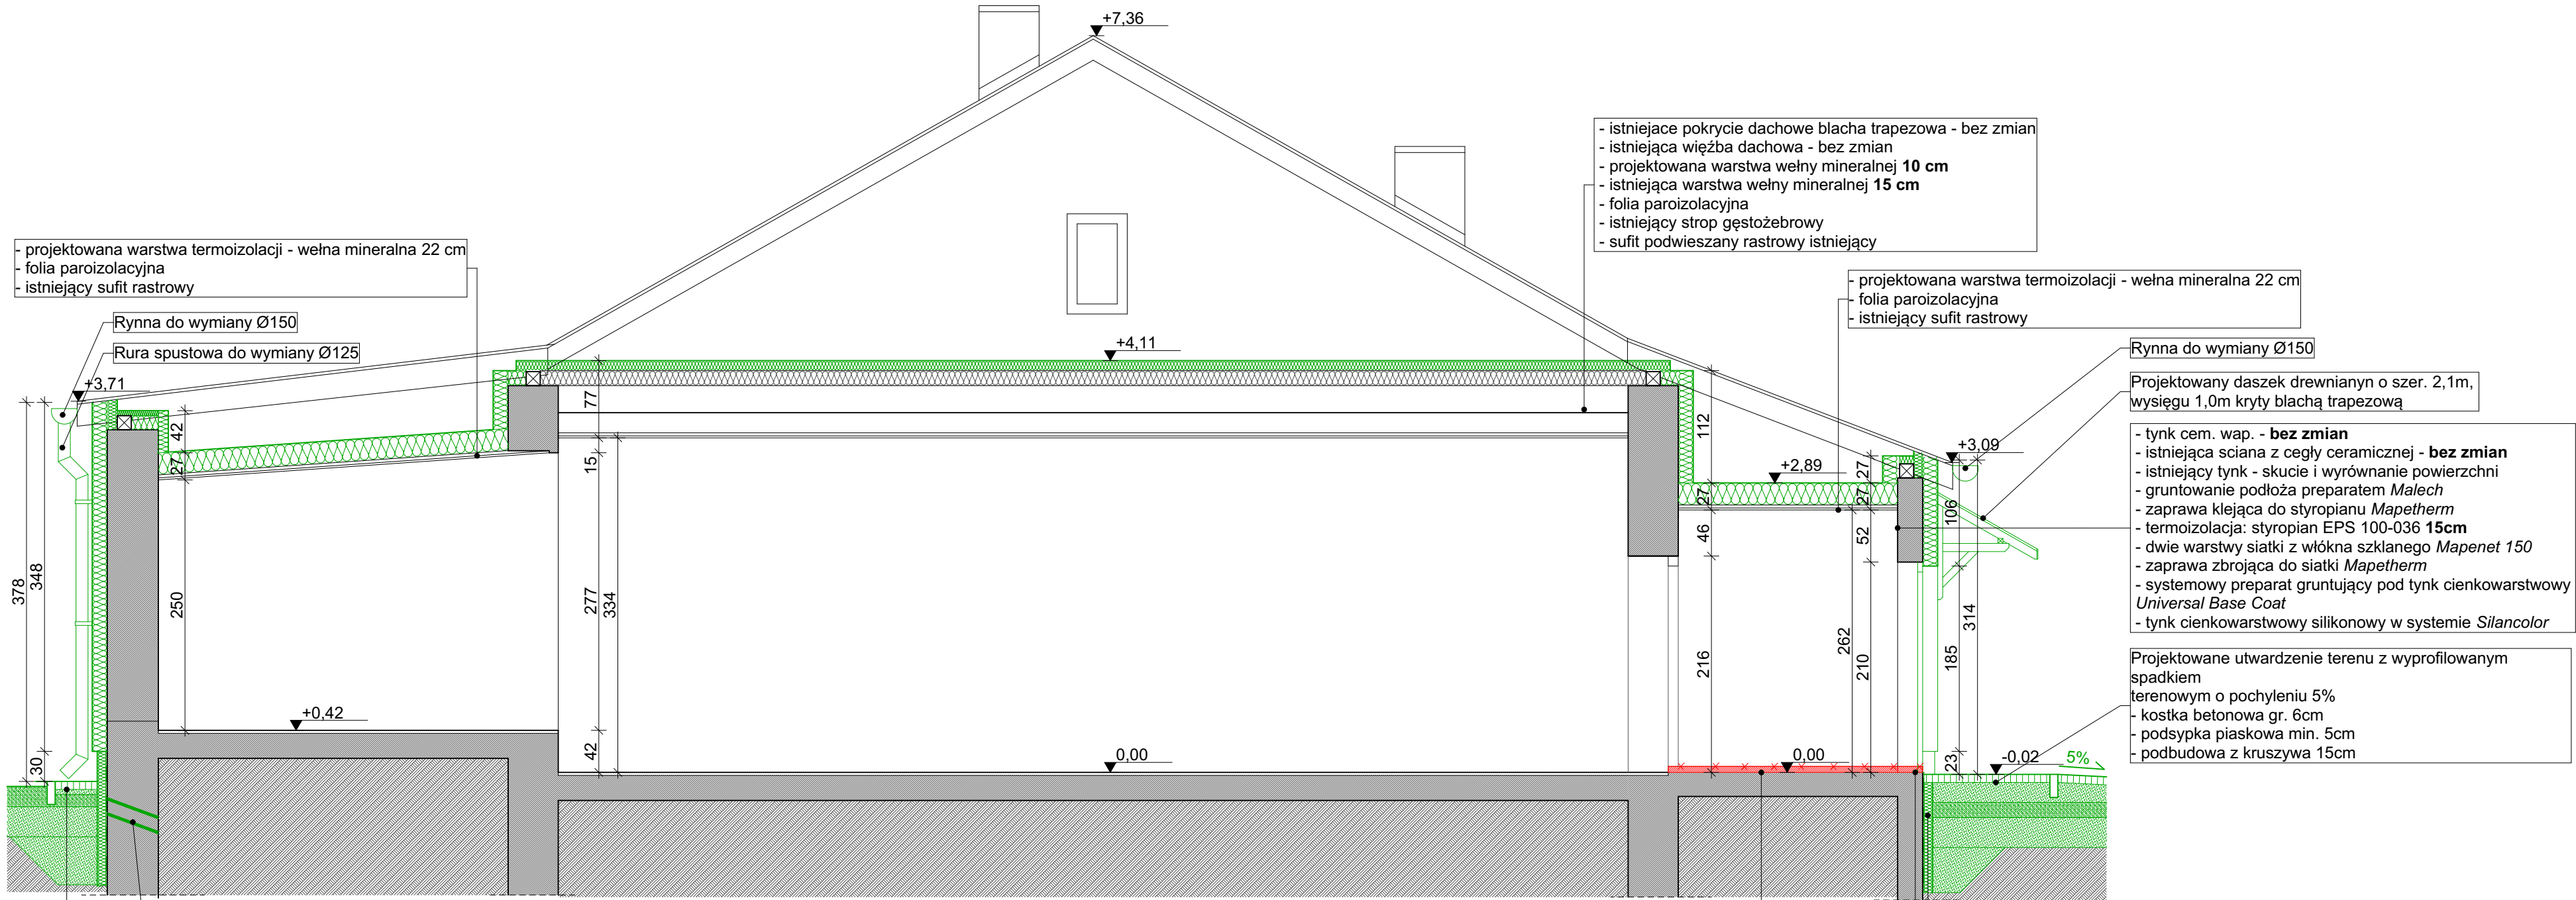 +7,36
- istniejace pokrycie dachowe blacha trapezowa - bez zmian
- istniejąca więźba dachowa - bez zmian
- projektowana warstwa wełny mineralnej 10 cm
- istniejąca warstwa wełny mineralnej 15 cm
- folia paroizolacyjna
- istniejący strop gęstożebrowy
- sufit podwieszany rastrowy istniejący
- projektowana warstwa termoizolacji - wełna mineralna 22 cm
- folia paroizolacyjna
- istniejący sufit rastrowy
- projektowana warstwa termoizolacji - wełna mineralna 22 cm
- folia paroizolacyjna
- istniejący sufit rastrowy
Rynna do wymiany Ø150
Rura spustowa do wymiany Ø125
+4,11
Rynna do wymiany Ø150
Projektowany daszek drewnianyn o szer. 2,1m,
wysięgu 1,0m kryty blachą trapezową
+3,71
- tynk cem. wap. - bez zmian
- istniejąca sciana z cegły ceramicznej - bez zmian
- istniejący tynk - skucie i wyrównanie powierzchni
- gruntowanie podłoża preparatem Malech
- zaprawa klejąca do styropianu Mapetherm
- termoizolacja: styropian EPS 100-036 15cm
- dwie warstwy siatki z włókna szklanego Mapenet 150
- zaprawa zbrojąca do siatki Mapetherm
- systemowy preparat gruntujący pod tynk cienkowarstwowy
Universal Base Coat
- tynk cienkowarstwowy silikonowy w systemie Silancolor
+3,09
+2,89
378
348
30
42
27
250
77
15
277
334
42
112
27
46
216
27
27
52
262
210
106
185
314
23
Projektowane utwardzenie terenu z wyprofilowanym
spadkiem
terenowym o pochyleniu 5%
- kostka betonowa gr. 6cm
- podsypka piaskowa min. 5cm
- podbudowa z kruszywa 15cm
+0,42
0,00
0,00
-0,02
5%